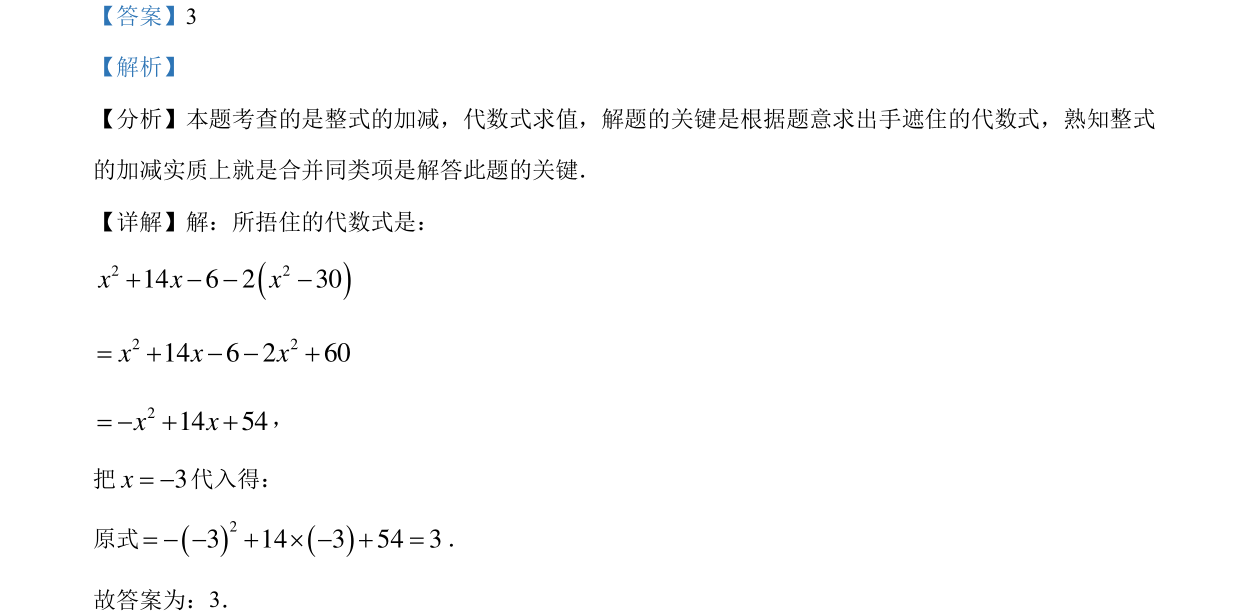 【答案】3
【解析】
【分析】本题考查的是整式的加减，代数式求值，解题的关键是根据题意求出手遮住的代数式，熟知整式
的加减实质上就是合并同类项是解答此题的关键．
【详解】解：所捂住的代数式是：
x²+14x−6−2(x²−30)
=x²+14x−6−2x²+60
=−x²+14x+54，
把x=−3代入得：
原式=−(−3)²+14×(−3)+54=3．
故答案为：3．